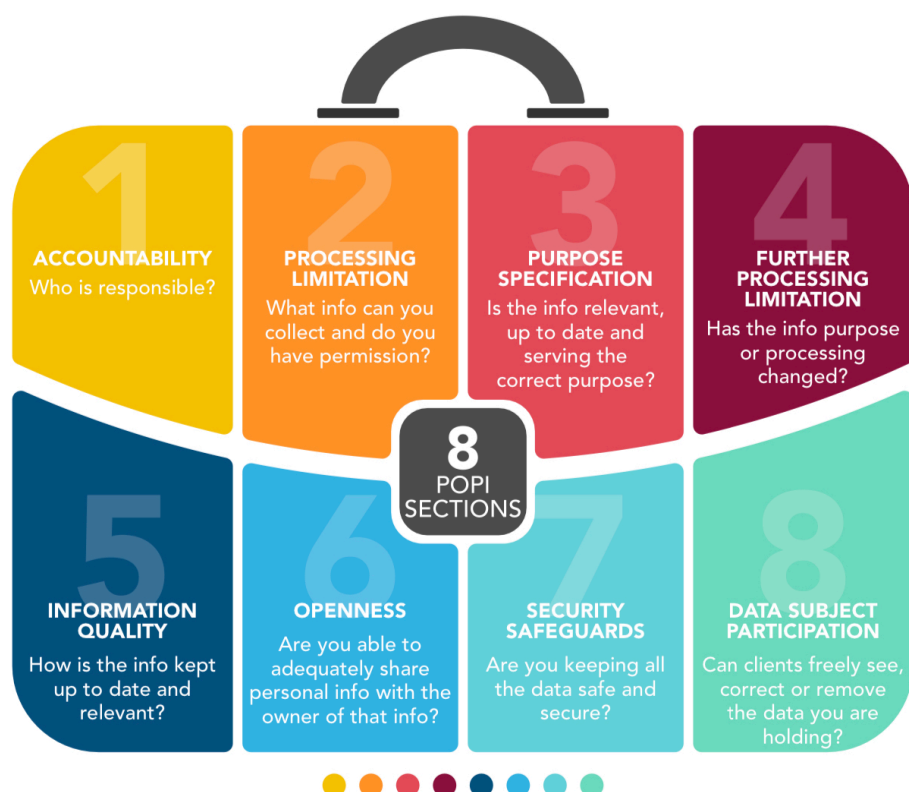 1
ACCOUNTABILITY
Who is responsible?
2
PROCESSING
LIMITATION
What info can you
collect and do you
have permission?
3
PURPOSE
SPECIFICATION
Is the info relevant,
up to date and
serving the
correct purpose?
4
FURTHER
PROCESSING
LIMITATION
Has the info purpose
or processing
changed?
8
POPI
SECTIONS
5
INFORMATION
QUALITY
How is the info kept
up to date and
relevant?
6
OPENNESS
Are you able to
adequately share
personal info with the
owner of that info?
7
SECURITY
SAFEGUARDS
Are you keeping all
the data safe and
secure?
8
DATA SUBJECT
PARTICIPATION
Can clients freely see,
correct or remove
the data you are
holding?